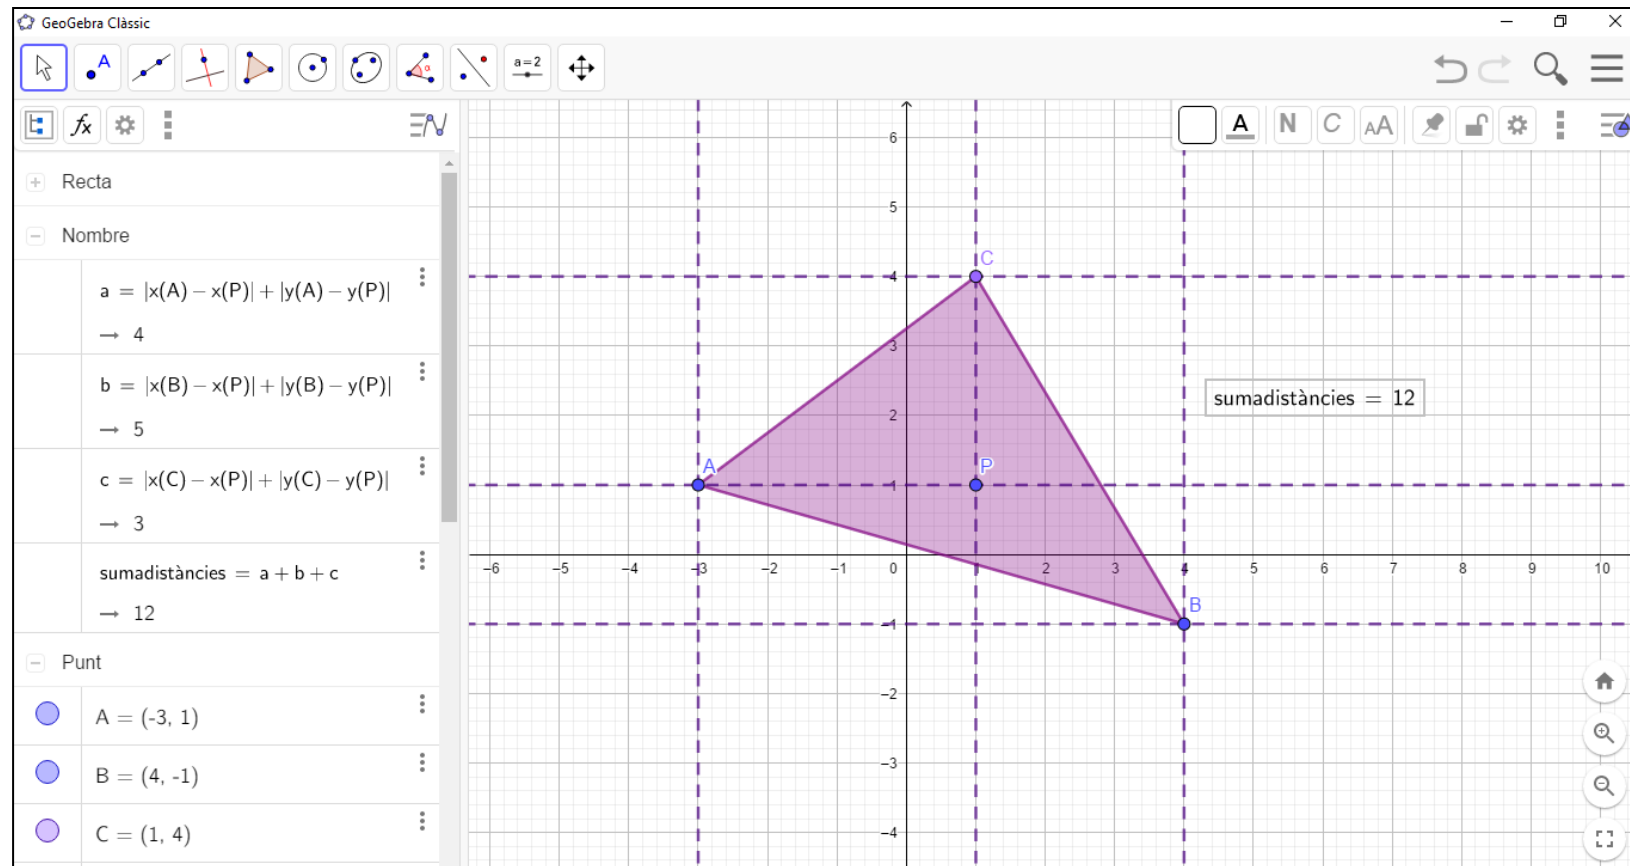 GeoGebra Clàssic
A
α
a=2
fx
A
N
C
AA
Recta
Nombre
a = |x(A) − x(P)| + |y(A) − y(P)|
→ 4
b = |x(B) − x(P)| + |y(B) − y(P)|
→ 5
c = |x(C) − x(P)| + |y(C) − y(P)|
→ 3
sumadistàncies = a + b + c
→ 12
Punt
A = (-3, 1)
B = (4, -1)
C = (1, 4)
6
5
C
4
3
sumadistàncies = 12
2
A
P
1
−6 −5 −4 −3 −2 −1 0 1 2 3 4 5 6 7 8 9 10
B
−1
−2
−3
−4